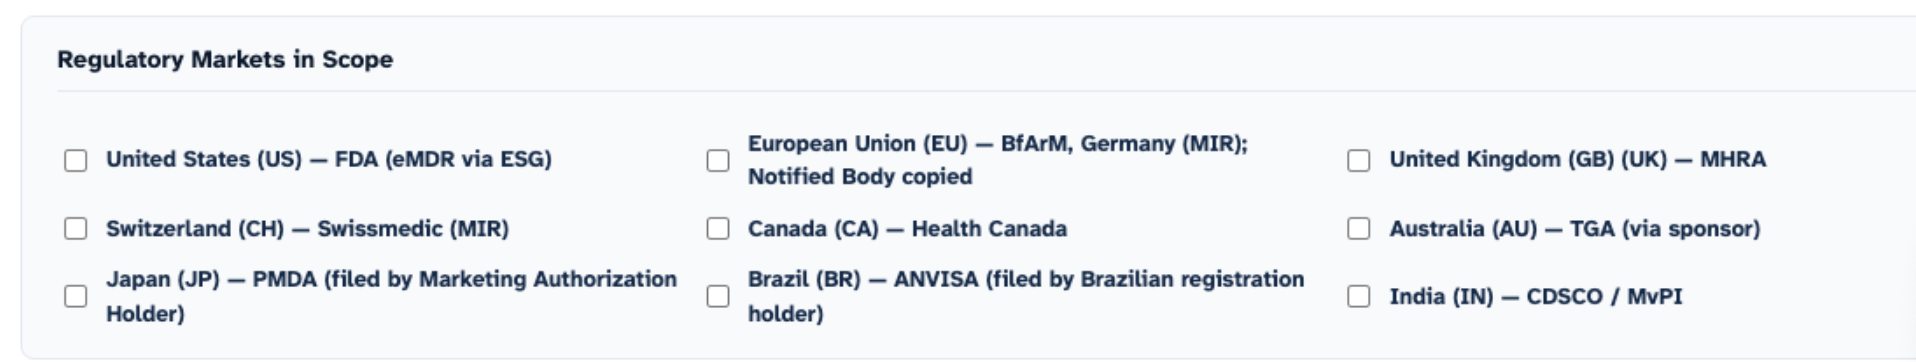 Regulatory Markets in Scope
United States (US) — FDA (eMDR via ESG)
European Union (EU) — BfArM, Germany (MIR);
Notified Body copied
United Kingdom (GB) (UK) — MHRA
Switzerland (CH) — Swissmedic (MIR)
Canada (CA) — Health Canada
Australia (AU) — TGA (via sponsor)
Japan (JP) — PMDA (filed by Marketing Authorization
Holder)
Brazil (BR) — ANVISA (filed by Brazilian registration
holder)
India (IN) — CDSCO / MvPI